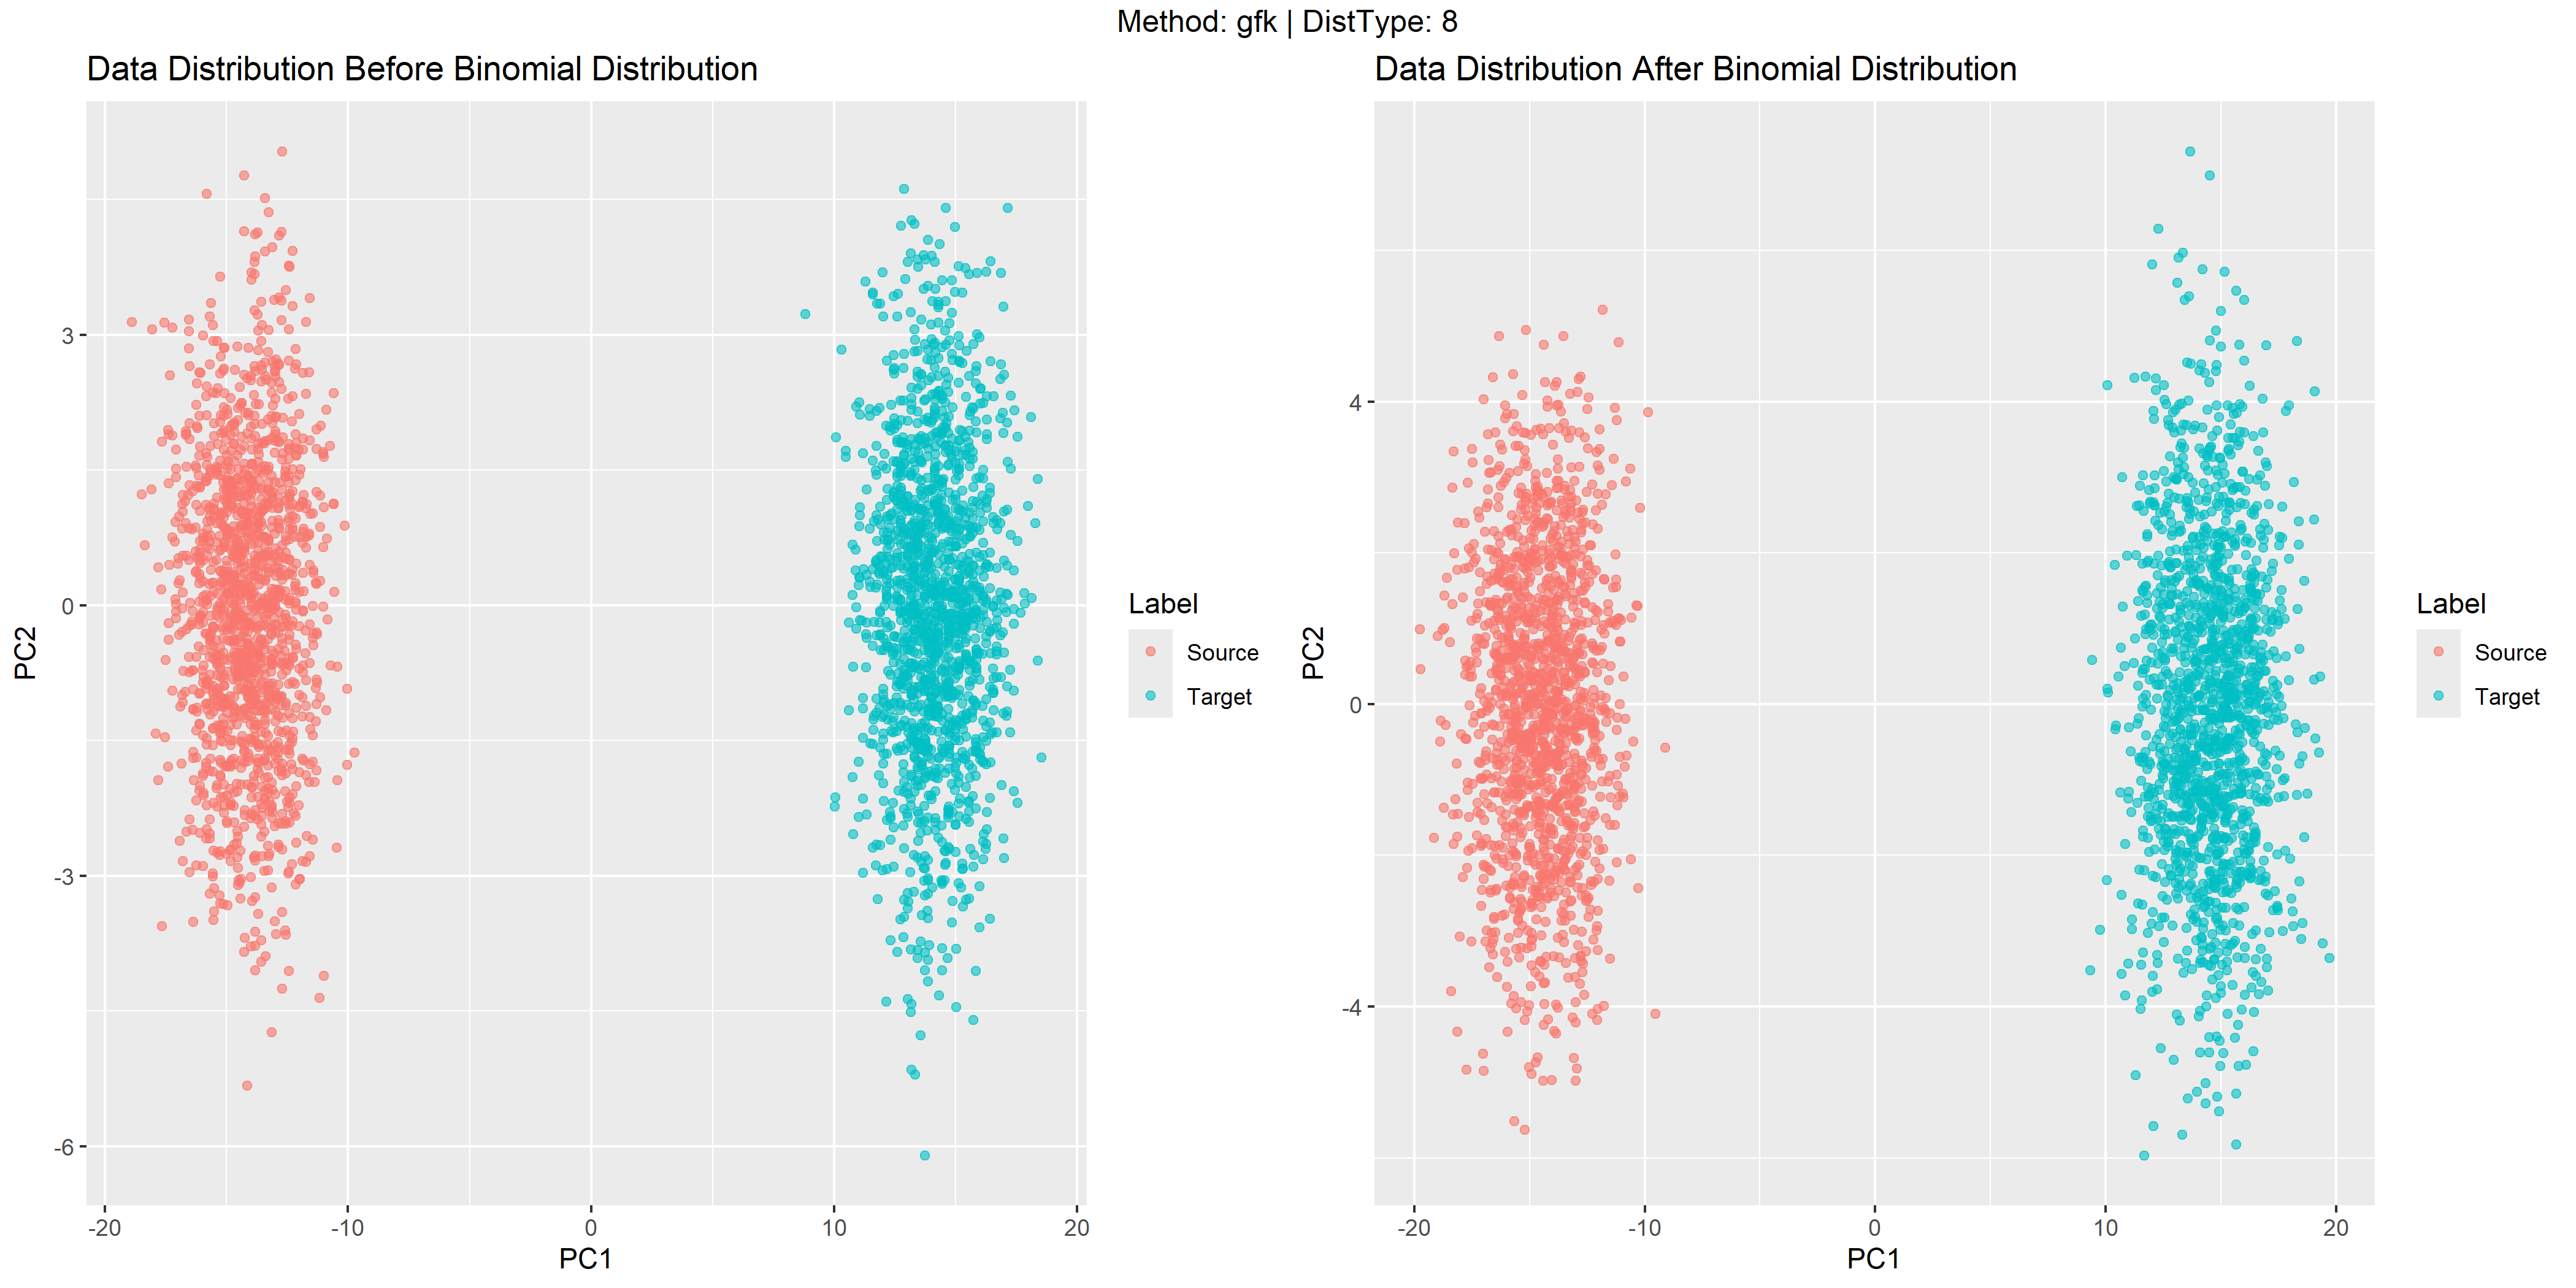 Method: gfk | DistType: 8
Data Distribution Before Binomial Distribution
3
0
-3
-6
PC2
-20
-10
0
10
20
PC1
Label
Source
Target
Data Distribution After Binomial Distribution
4
0
-4
PC2
-20
-10
0
10
20
PC1
Label
Source
Target